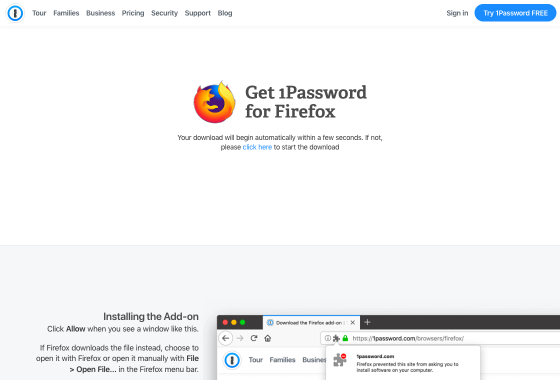 Tour Families Business Pricing Security Support Blog Sign in Try 1Password FREE
Get 1Password
for Firefox
Your download will begin automatically within a few seconds. If not,
please click here to start the download
Installing the Add-on
Click Allow when you see a window like this.
If Firefox downloads the file instead, choose to
open it with Firefox or open it manually with File
> Open File... in the Firefox menu bar.
Download the Firefox add-on |
https://1password.com/browsers/firefox/
Tour Families Busines
1password.com
Firefox prevented this site from asking you to
install software on your computer.